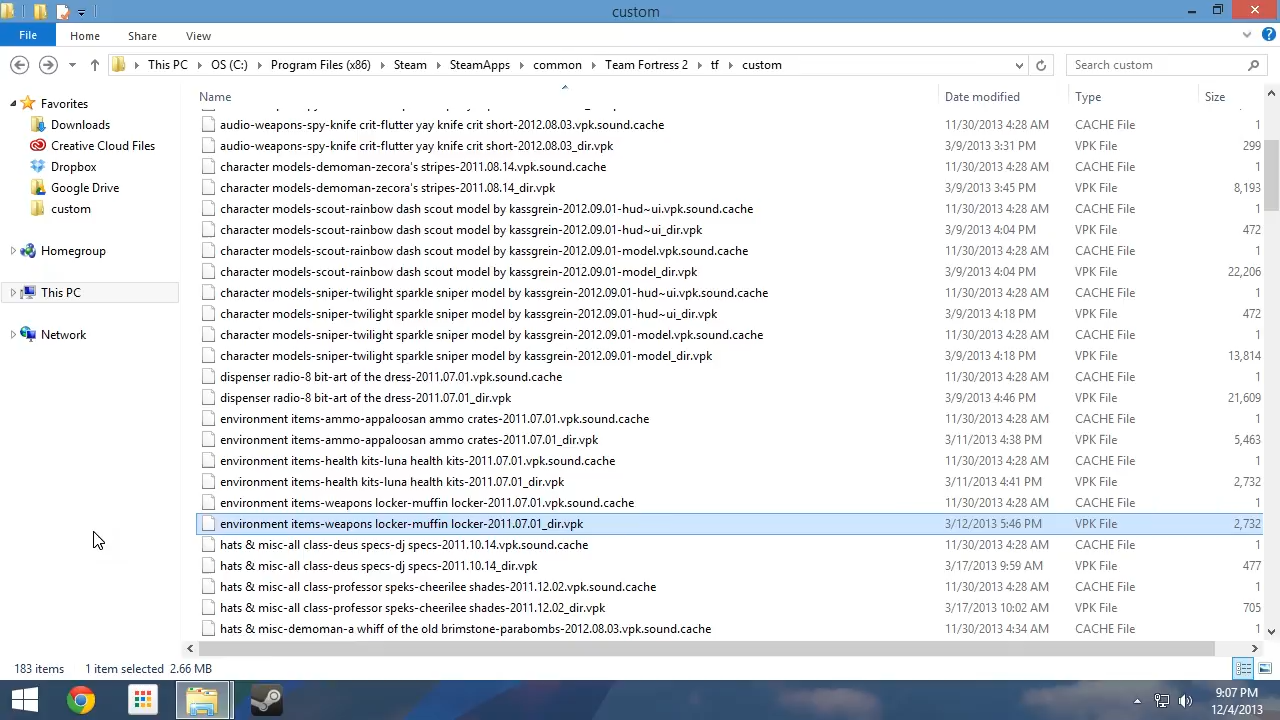 custom
File Home Share View
This PC OS (C:) Program Files (x86) Steam SteamApps common Team Fortress 2 tf custom Search custom
Name Date modified Type Size
Favorites
Downloads
Creative Cloud Files
Dropbox
Google Drive
custom
Homegroup
This PC
Network
audio-weapons-spy-knife crit-flutter yay knife crit short-2012.08.03.vpk.sound.cache 11/30/2013 4:28 AM CACHE File 1
audio-weapons-spy-knife crit-flutter yay knife crit short-2012.08.03_dir.vpk 3/9/2013 3:31 PM VPK File 299
character models-demoman-zecora's stripes-2011.08.14.vpk.sound.cache 11/30/2013 4:28 AM CACHE File 1
character models-demoman-zecora's stripes-2011.08.14_dir.vpk 3/9/2013 3:45 PM VPK File 8,193
character models-scout-rainbow dash scout model by kassgrein-2012.09.01-hud~ui.vpk.sound.cache 11/30/2013 4:28 AM CACHE File 1
character models-scout-rainbow dash scout model by kassgrein-2012.09.01-hud~ui_dir.vpk 3/9/2013 4:04 PM VPK File 472
character models-scout-rainbow dash scout model by kassgrein-2012.09.01-model.vpk.sound.cache 11/30/2013 4:28 AM CACHE File 1
character models-scout-rainbow dash scout model by kassgrein-2012.09.01-model_dir.vpk 3/9/2013 4:04 PM VPK File 22,206
character models-sniper-twilight sparkle sniper model by kassgrein-2012.09.01-hud~ui.vpk.sound.cache 11/30/2013 4:28 AM CACHE File 1
character models-sniper-twilight sparkle sniper model by kassgrein-2012.09.01-hud~ui_dir.vpk 3/9/2013 4:18 PM VPK File 472
character models-sniper-twilight sparkle sniper model by kassgrein-2012.09.01-model.vpk.sound.cache 11/30/2013 4:28 AM CACHE File 1
character models-sniper-twilight sparkle sniper model by kassgrein-2012.09.01-model_dir.vpk 3/9/2013 4:18 PM VPK File 13,814
dispenser radio-8 bit-art of the dress-2011.07.01.vpk.sound.cache 11/30/2013 4:28 AM CACHE File 1
dispenser radio-8 bit-art of the dress-2011.07.01_dir.vpk 3/9/2013 4:46 PM VPK File 21,609
environment items-ammo-appaloosan ammo crates-2011.07.01.vpk.sound.cache 11/30/2013 4:28 AM CACHE File 1
environment items-ammo-appaloosan ammo crates-2011.07.01_dir.vpk 3/11/2013 4:38 PM VPK File 5,463
environment items-health kits-luna health kits-2011.07.01.vpk.sound.cache 11/30/2013 4:28 AM CACHE File 1
environment items-health kits-luna health kits-2011.07.01_dir.vpk 3/11/2013 4:41 PM VPK File 2,732
environment items-weapons locker-muffin locker-2011.07.01.vpk.sound.cache 11/30/2013 4:28 AM CACHE File 1
environment items-weapons locker-muffin locker-2011.07.01_dir.vpk 3/12/2013 5:46 PM VPK File 2,732
hats & misc-all class-deus specs-dj specs-2011.10.14.vpk.sound.cache 11/30/2013 4:28 AM CACHE File 1
hats & misc-all class-deus specs-dj specs-2011.10.14_dir.vpk 3/17/2013 9:59 AM VPK File 477
hats & misc-all class-professor speks-cheerilee shades-2011.12.02.vpk.sound.cache 11/30/2013 4:28 AM CACHE File 1
hats & misc-all class-professor speks-cheerilee shades-2011.12.02_dir.vpk 3/17/2013 10:02 AM VPK File 705
hats & misc-demoman-a whiff of the old brimstone-parabombs-2012.08.03.vpk.sound.cache 11/30/2013 4:34 AM CACHE File 1
183 items 1 item selected 2.66 MB
9:07 PM
12/4/2013